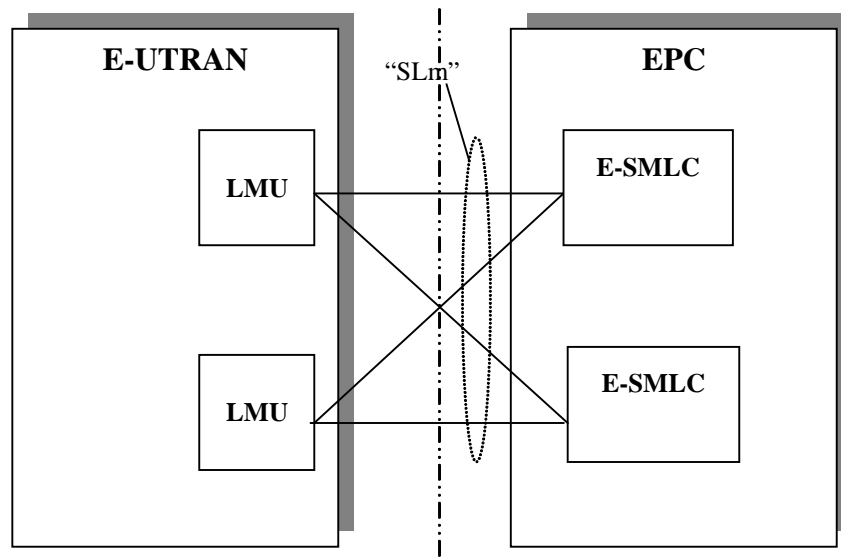 E-UTRAN
EPC
“SLm”
LMU
E-SMLC
LMU
E-SMLC